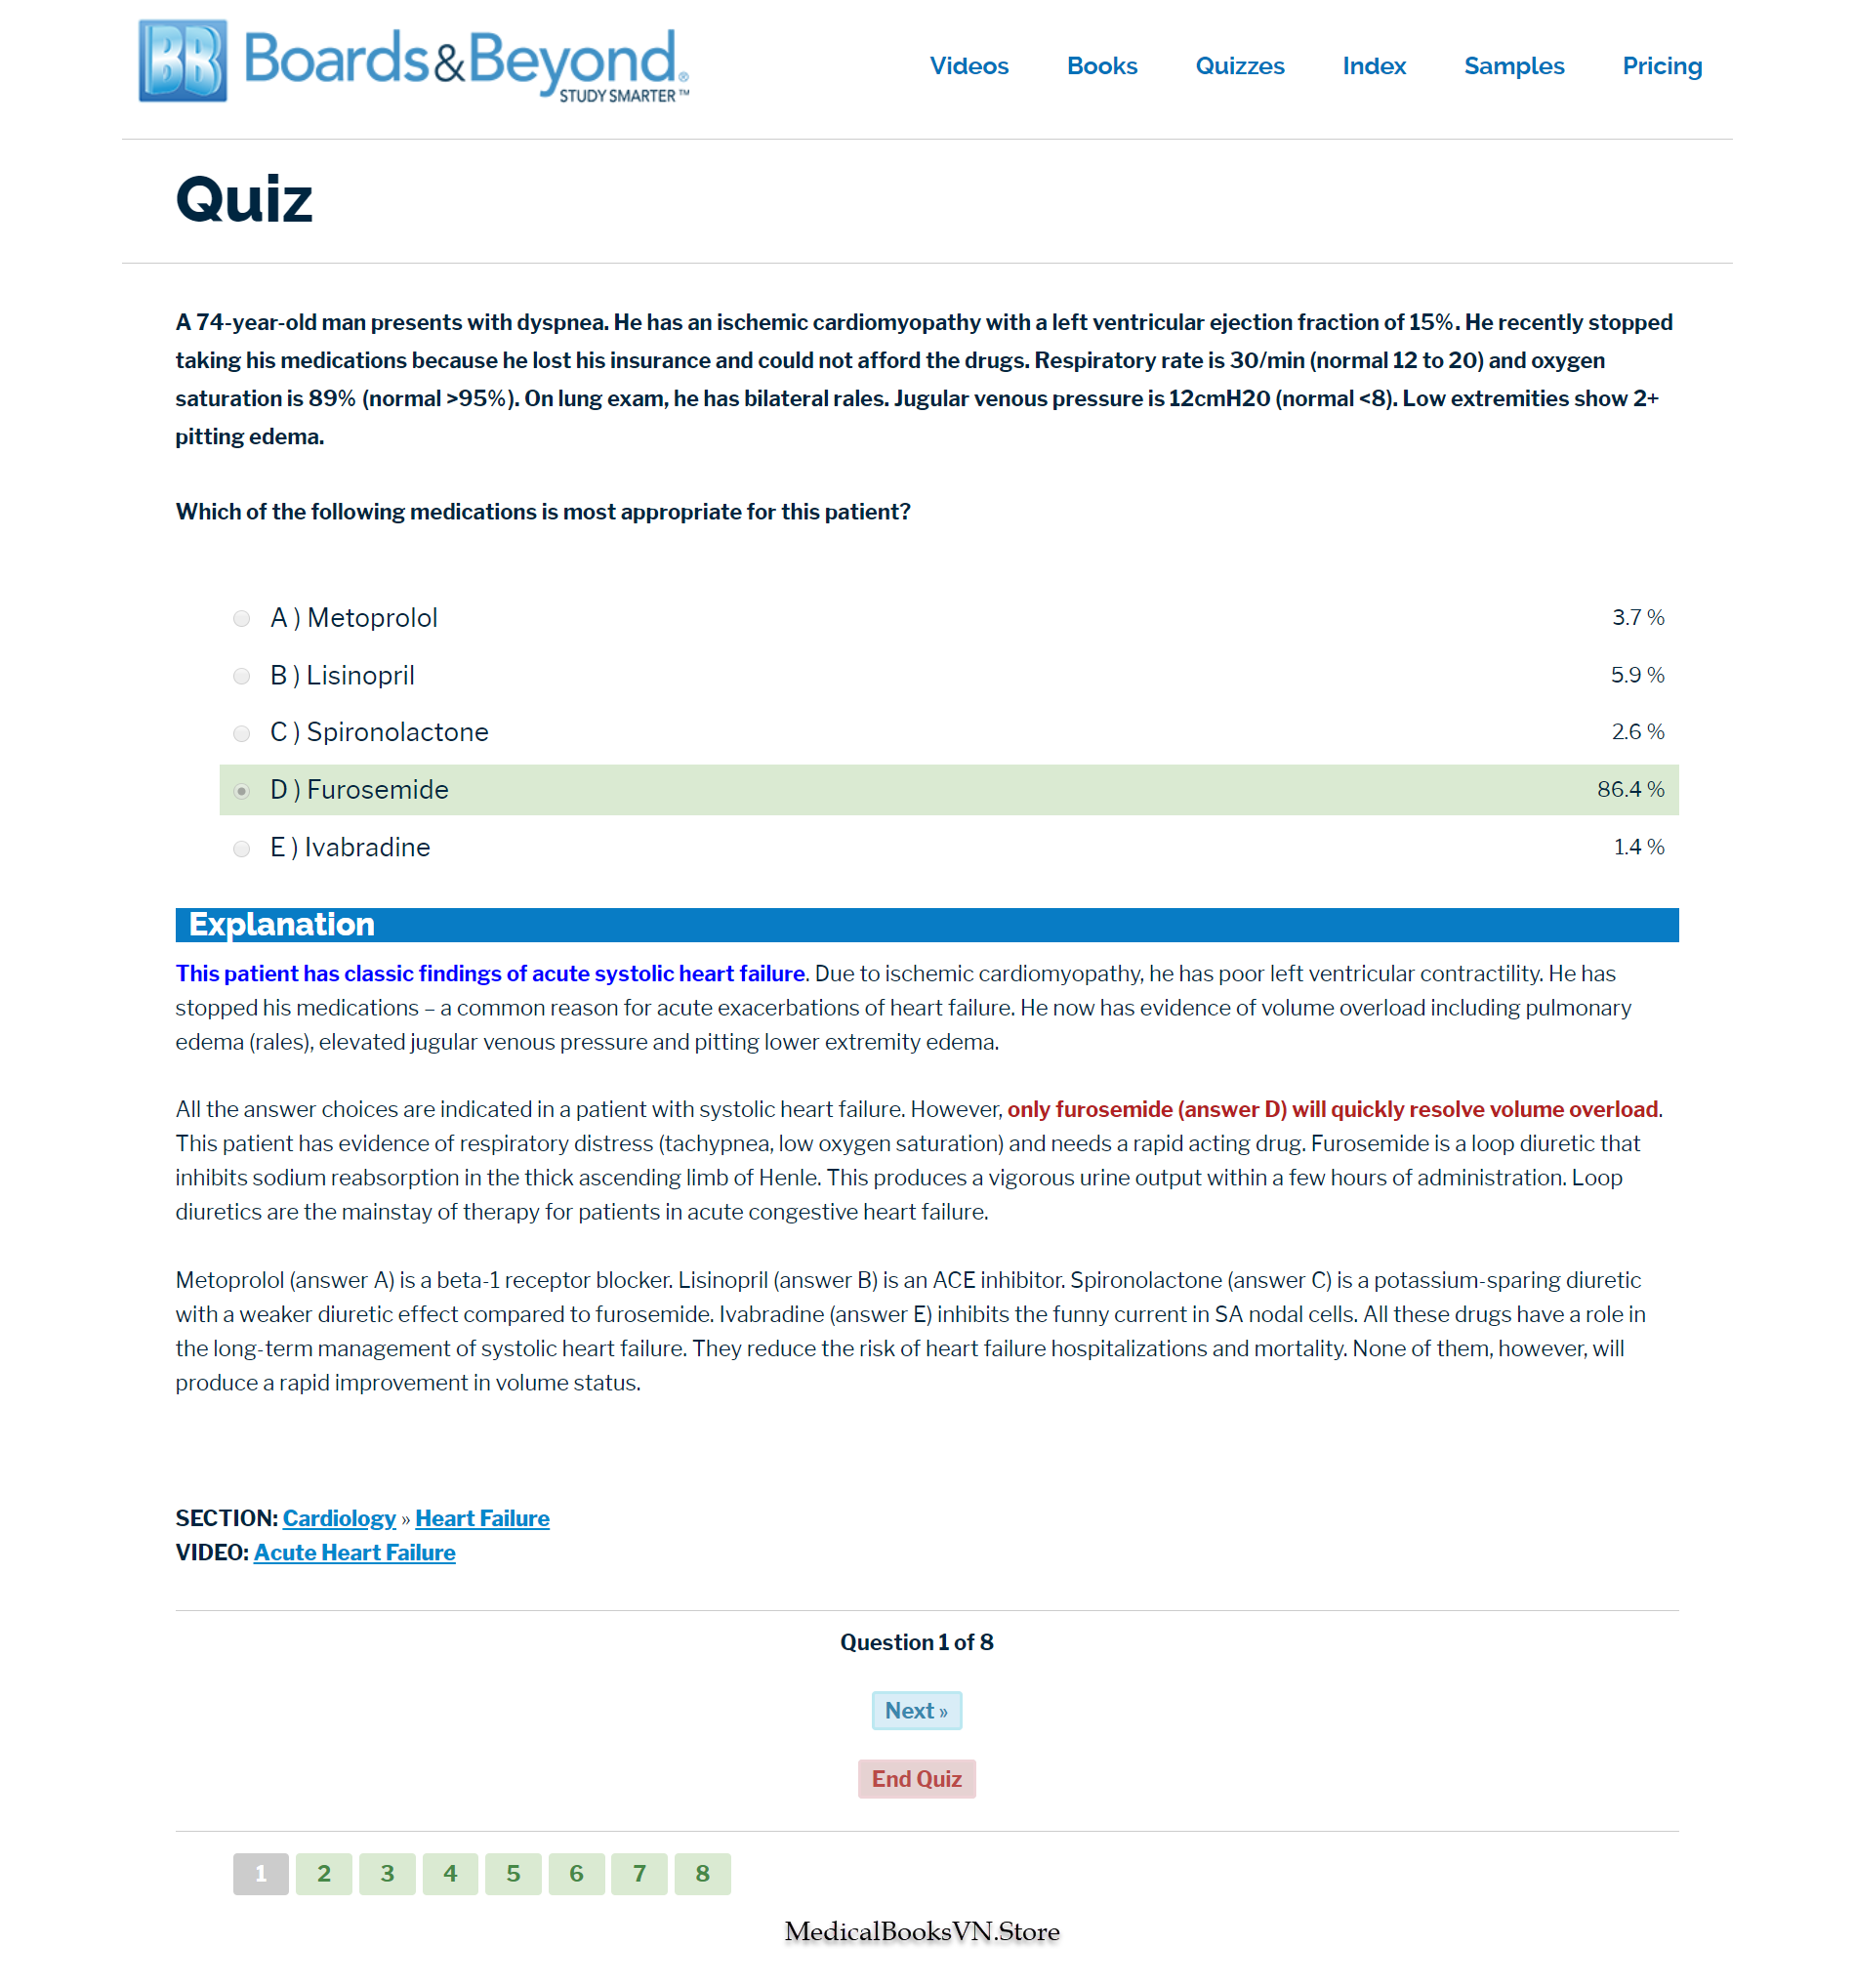 BB Boards&Beyond®
STUDY SMARTER™
Videos Books Quizzes Index Samples Pricing
Quiz
A 74-year-old man presents with dyspnea. He has an ischemic cardiomyopathy with a left ventricular ejection fraction of 15%. He recently stopped
taking his medications because he lost his insurance and could not afford the drugs. Respiratory rate is 30/min (normal 12 to 20) and oxygen
saturation is 89% (normal >95%). On lung exam, he has bilateral rales. Jugular venous pressure is 12cmH20 (normal <8). Low extremities show 2+
pitting edema.
Which of the following medications is most appropriate for this patient?
A ) Metoprolol 3.7 %
B ) Lisinopril 5.9 %
C ) Spironolactone 2.6 %
D ) Furosemide 86.4 %
E ) Ivabradine 1.4 %
Explanation
This patient has classic findings of acute systolic heart failure. Due to ischemic cardiomyopathy, he has poor left ventricular contractility. He has
stopped his medications – a common reason for acute exacerbations of heart failure. He now has evidence of volume overload including pulmonary
edema (rales), elevated jugular venous pressure and pitting lower extremity edema.
All the answer choices are indicated in a patient with systolic heart failure. However, only furosemide (answer D) will quickly resolve volume overload.
This patient has evidence of respiratory distress (tachypnea, low oxygen saturation) and needs a rapid acting drug. Furosemide is a loop diuretic that
inhibits sodium reabsorption in the thick ascending limb of Henle. This produces a vigorous urine output within a few hours of administration. Loop
diuretics are the mainstay of therapy for patients in acute congestive heart failure.
Metoprolol (answer A) is a beta-1 receptor blocker. Lisinopril (answer B) is an ACE inhibitor. Spironolactone (answer C) is a potassium-sparing diuretic
with a weaker diuretic effect compared to furosemide. Ivabradine (answer E) inhibits the funny current in SA nodal cells. All these drugs have a role in
the long-term management of systolic heart failure. They reduce the risk of heart failure hospitalizations and mortality. None of them, however, will
produce a rapid improvement in volume status.
SECTION: Cardiology » Heart Failure
VIDEO: Acute Heart Failure
Question 1 of 8
Next »
End Quiz
1 2 3 4 5 6 7 8
MedicalBooksVN.Store